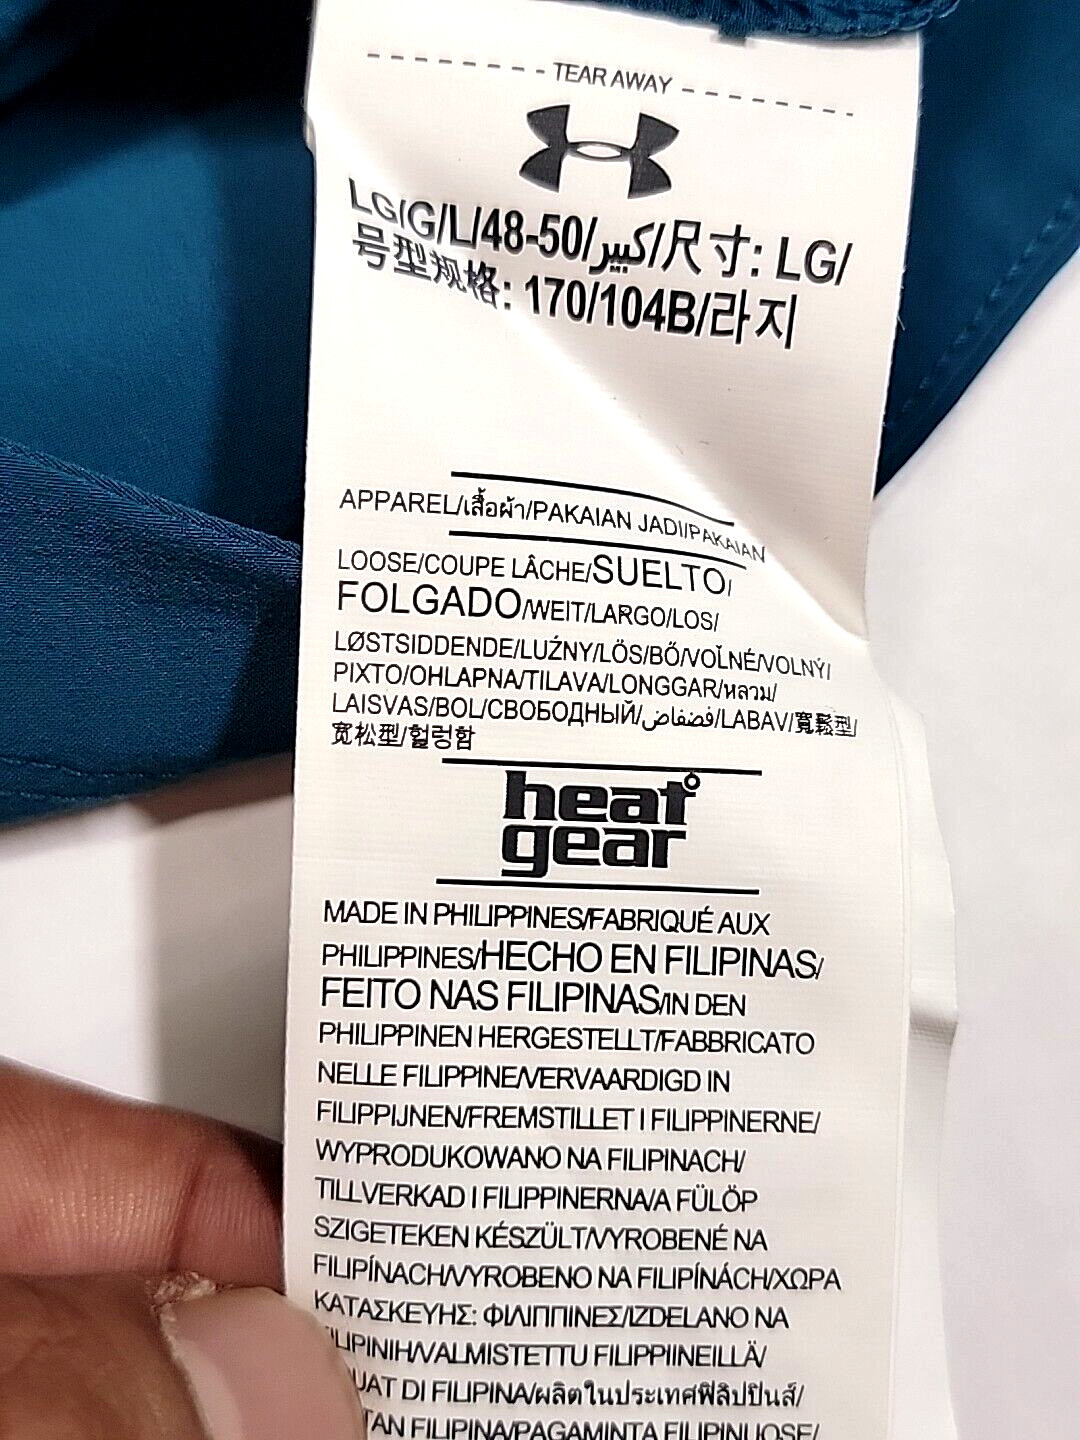 TEAR AWAY
LG/G/L/48-50/كبير/尺寸: LG/
号型规格: 170/104B/라지
APPAREL/เสื้อผ้า/PAKAIAN JADI/PAKAIAN
LOOSE/COUPE LÂCHE/SUELTO/
FOLGADO/WEIT/LARGO/LOS/
LØSTSIDDENDE/LUŹNY/LÖS/BŐ/VOĽNÉ/VOLNÝ/
PIXTO/OHLAPNA/TILAVA/LONGGAR/หลวม/
LAISVAS/BOL/СВОБОДНЫЙ/فضفاض/LABAV/寬鬆型/
宽松型/헐렁함
heat
gear
MADE IN PHILIPPINES/FABRIQUÉ AUX
PHILIPPINES/HECHO EN FILIPINAS/
FEITO NAS FILIPINAS/IN DEN
PHILIPPINEN HERGESTELLT/FABBRICATO
NELLE FILIPPINE/VERVAARDIGD IN
FILIPPIJNEN/FREMSTILLET I FILIPPINERNE/
WYPRODUKOWANO NA FILIPINACH/
TILLVERKAD I FILIPPINERNA/A FÜLÖP
SZIGETEKEN KÉSZÜLT/VYROBENÉ NA
FILIPÍNACH/VYROBENO NA FILIPÍNÁCH/ΧΩΡΑ
ΚΑΤΑΣΚΕΥΗΣ: ΦΙΛΙΠΠΙΝΕΣ/IZDELANO NA
FILIPINIH/VALMISTETTU FILIPPIINEILLÄ/
UAT DI FILIPINA/ผลิตในประเทศฟิลิปปินส์/
TAN FILIPINA/PAGAMINTA FILIPINUOSE/